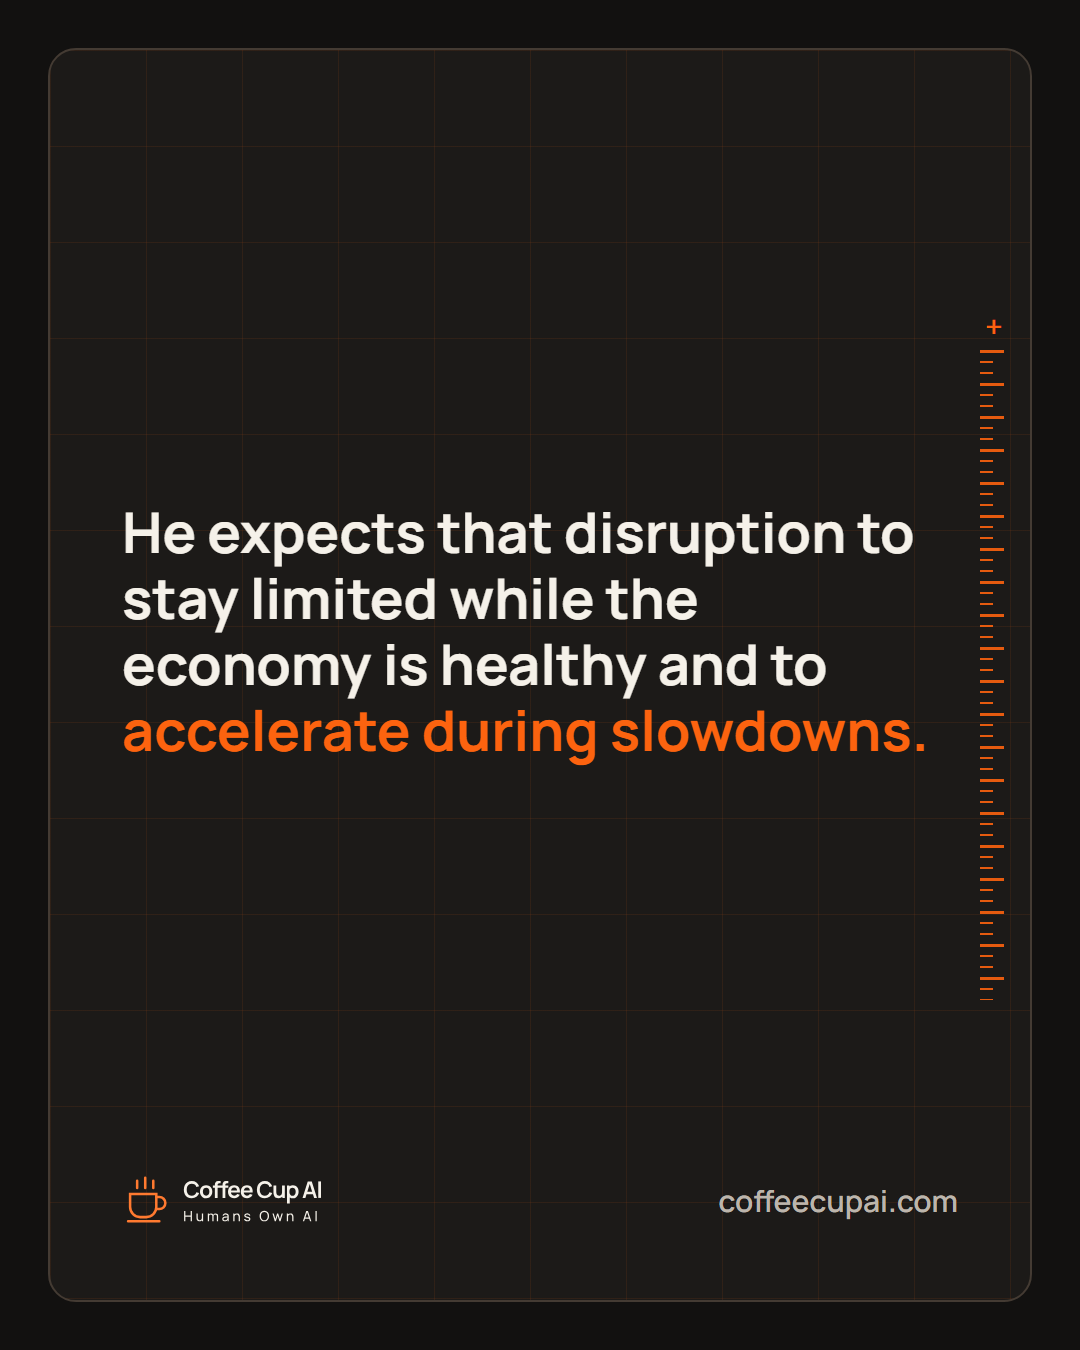 +
He expects that disruption to
stay limited while the
economy is healthy and to
accelerate during slowdowns.
Coffee Cup AI
Humans Own AI
coffeecupai.com